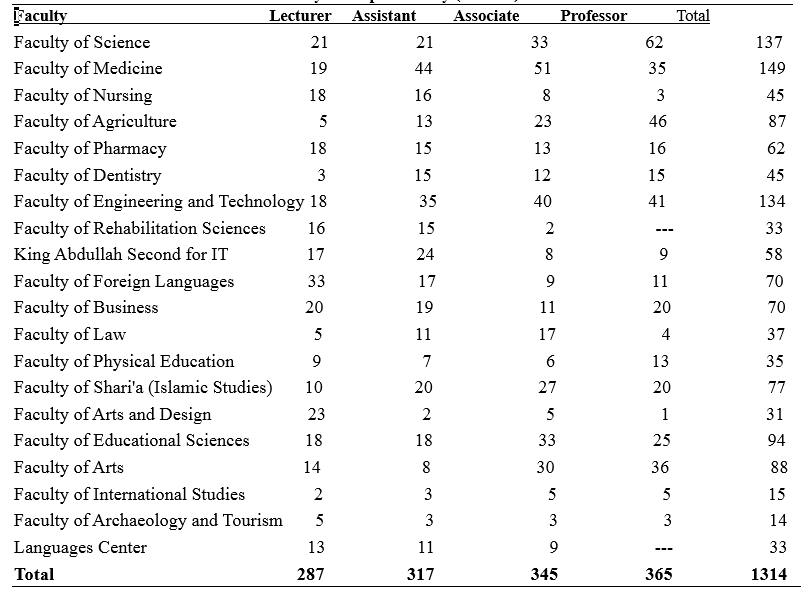 Faculty Lecturer Assistant Associate Professor Total
Faculty of Science 21 21 33 62 137
Faculty of Medicine 19 44 51 35 149
Faculty of Nursing 18 16 8 3 45
Faculty of Agriculture 5 13 23 46 87
Faculty of Pharmacy 18 15 13 16 62
Faculty of Dentistry 3 15 12 15 45
Faculty of Engineering and Technology 18 35 40 41 134
Faculty of Rehabilitation Sciences 16 15 2 --- 33
King Abdullah Second for IT 17 24 8 9 58
Faculty of Foreign Languages 33 17 9 11 70
Faculty of Business 20 19 11 20 70
Faculty of Law 5 11 17 4 37
Faculty of Physical Education 9 7 6 13 35
Faculty of Shari'a (Islamic Studies) 10 20 27 20 77
Faculty of Arts and Design 23 2 5 1 31
Faculty of Educational Sciences 18 18 33 25 94
Faculty of Arts 14 8 30 36 88
Faculty of International Studies 2 3 5 5 15
Faculty of Archaeology and Tourism 5 3 3 3 14
Languages Center 13 11 9 --- 33
Total 287 317 345 365 1314